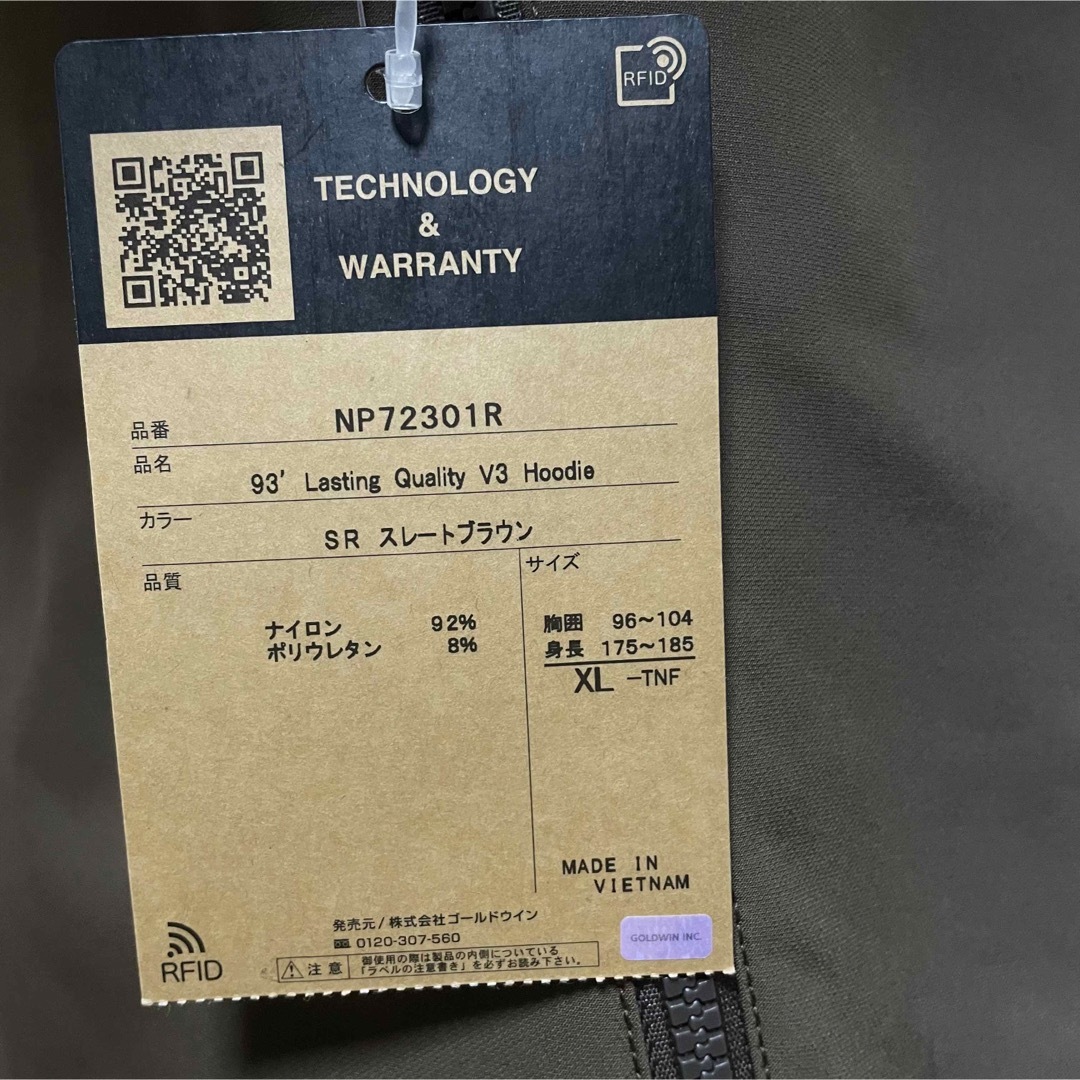 RFID
TECHNOLOGY
&
WARRANTY
品番 NP72301R
品名 93' Lasting Quality V3 Hoodie
カラー SR スレートブラウン
品質
ナイロン 92%
ポリウレタン 8%
サイズ
胸囲 96～104
身長 175～185
XL -TNF
MADE IN
VIETNAM
発売元/株式会社ゴールドウイン
0120-307-560
RFID
注意
御使用の際は製品の内側についている
「ラベルの注意書き」を必ずお読み下さい。
GOLDWIN INC.